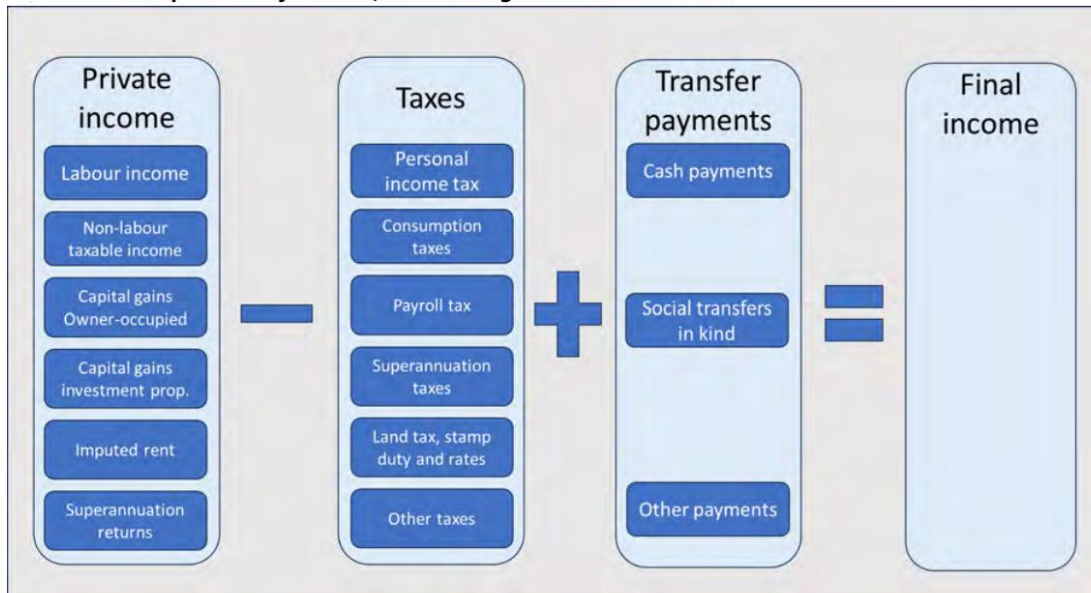 Private
income
Labour income
Non-labour
taxable income
Capital gains
Owner-occupied
Capital gains
investment prop.
Imputed rent
Superannuation
returns
Taxes
Personal
income tax
Consumption
taxes
Payroll tax
Superannuation
taxes
Land tax, stamp
duty and rates
Other taxes
Transfer
payments
Cash payments
Social transfers
in kind
Other payments
Final
income